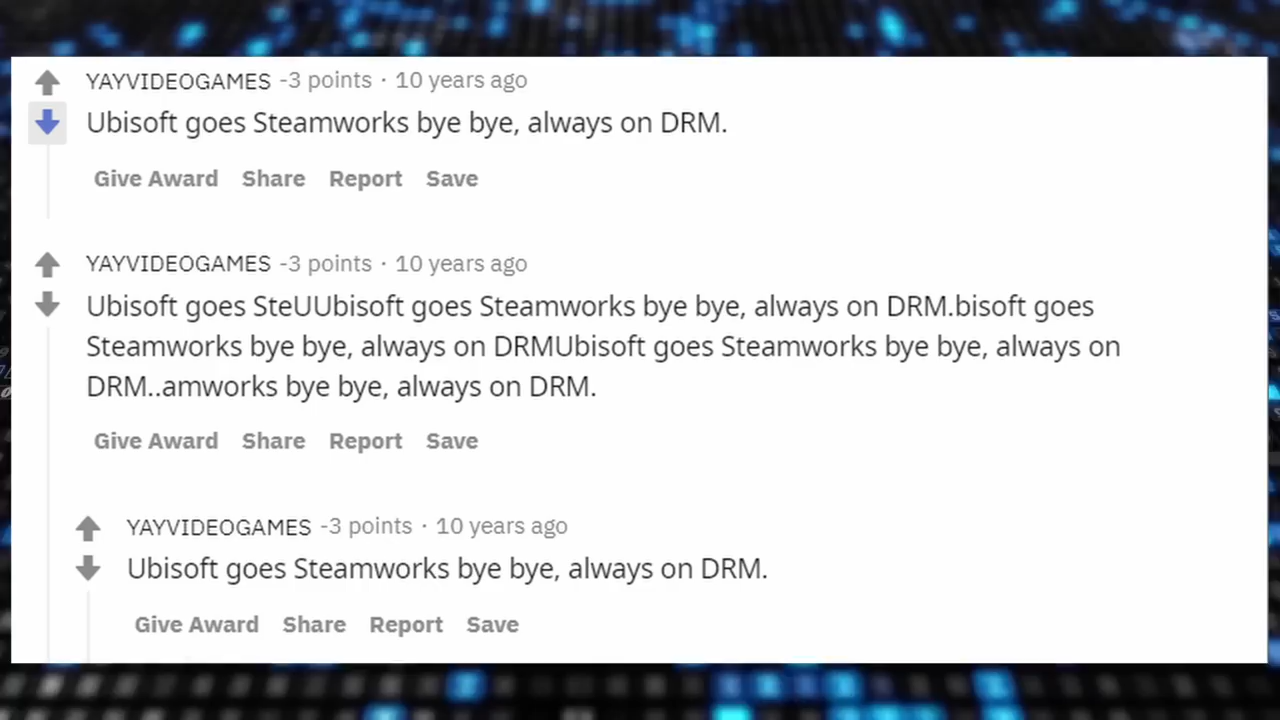 YAYVIDEOGAMES -3 points · 10 years ago
Ubisoft goes Steamworks bye bye, always on DRM.
Give Award Share Report Save
YAYVIDEOGAMES -3 points · 10 years ago
Ubisoft goes SteUUbisoft goes Steamworks bye bye, always on DRM.bisoft goes
Steamworks bye bye, always on DRMUbisoft goes Steamworks bye bye, always on
DRM..amworks bye bye, always on DRM.
Give Award Share Report Save
YAYVIDEOGAMES -3 points · 10 years ago
Ubisoft goes Steamworks bye bye, always on DRM.
Give Award Share Report Save